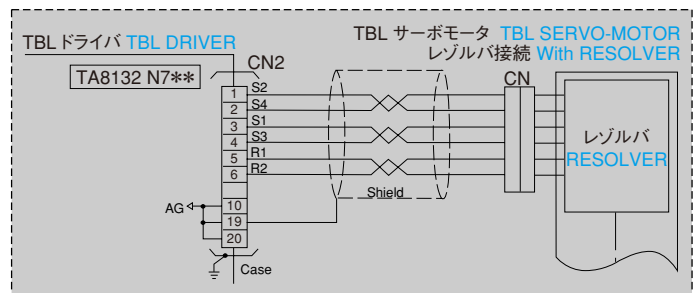 TBLドライバ TBL DRIVER
TBL サーボモータ TBL SERVO-MOTOR
レゾルバ接続 With RESOLVER
TA8132 N7**
CN2
CN
1 S2
2 S4
3 S1
4 S3
5 R1
6 R2
レゾルバ
RESOLVER
Shield
AG
10
19
20
Case